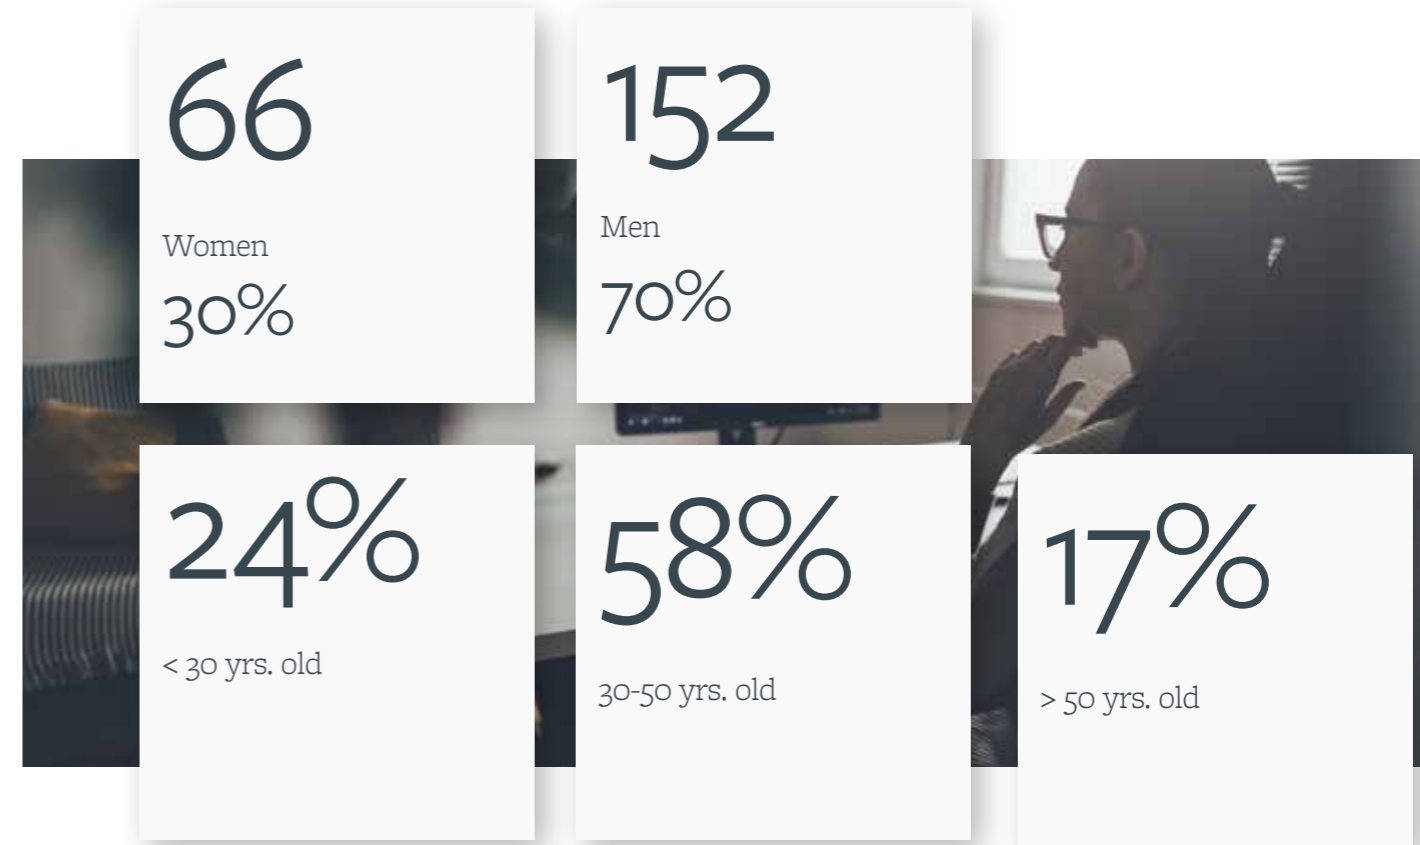 66
Women
30%
152
Men
70%
24%
< 30 yrs. old
58%
30-50 yrs. old
17%
> 50 yrs. old